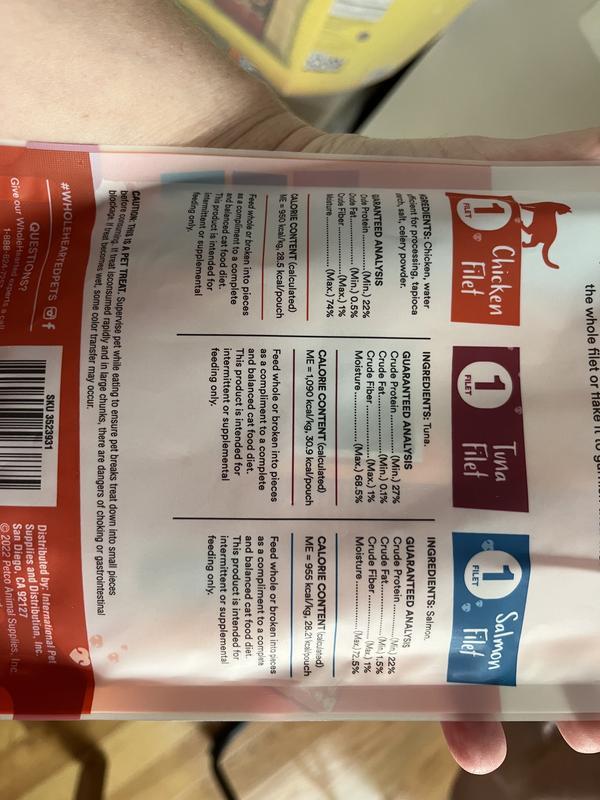 the whole filet or flake it to
1
FILET
Chicken
Filet
INGREDIENTS: Chicken, water
sufficient for processing, tapioca
starch, salt, celery powder.
GUARANTEED ANALYSIS
Crude Protein ........(Min.) 22%
Crude Fat..............(Min.) 0.5%
Crude Fiber............(Max.) 1%
Moisture...............(Max.) 74%
CALORIE CONTENT (calculated)
ME = 950 kcal/kg, 28.5 kcal/pouch
Feed whole or broken into pieces
as a compliment to a complete
and balanced cat food diet.
This product is intended for
intermittent or supplemental
feeding only.
1
FILET
Tuna
Filet
INGREDIENTS: Tuna.
GUARANTEED ANALYSIS
Crude Protein ........(Min.) 27%
Crude Fat..............(Min.) 0.1%
Crude Fiber............(Max.) 1%
Moisture...............(Max.) 68.5%
CALORIE CONTENT (calculated)
ME = 1,090 kcal/kg, 30.9 kcal/pouch
Feed whole or broken into pieces
as a compliment to a complete
and balanced cat food diet.
This product is intended for
intermittent or supplemental
feeding only.
1
FILET
Salmon
Filet
INGREDIENTS: Salmon.
GUARANTEED ANALYSIS
Crude Protein ........(Min.) 22%
Crude Fat..............(Min.) 1.5%
Crude Fiber............(Max.) 1%
Moisture...............(Max.) 72.5%
CALORIE CONTENT (calculated)
ME = 955 kcal/kg, 28.2 kcal/pouch
Feed whole or broken into pieces
as a compliment to a complete
and balanced cat food diet.
This product is intended for
intermittent or supplemental
feeding only.
CAUTION: THIS IS A PET TREAT. Supervise pet while eating to ensure pet breaks treat down into small pieces
before consuming. If treat is consumed rapidly and in large chunks, there are dangers of choking or gastrointestinal
blockage. If treat becomes wet, some color transfer may occur.
#WHOLEHEARTEDPETS
QUESTIONS?
Give our WholeHearted experts a call
1-888-824-7257
SKU 3523931
Distributed by International Pet
Supplies and Distribution, Inc.
San Diego, CA 92127
© 2022 Petco Animal Supplies, Inc.